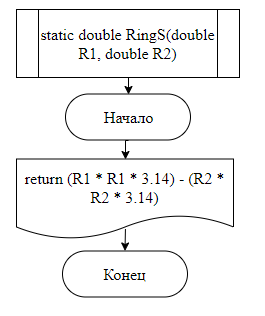 static double RingS(double
R1, double R2)
Начало
return (R1 * R1 * 3.14) - (R2 *
R2 * 3.14)
Конец